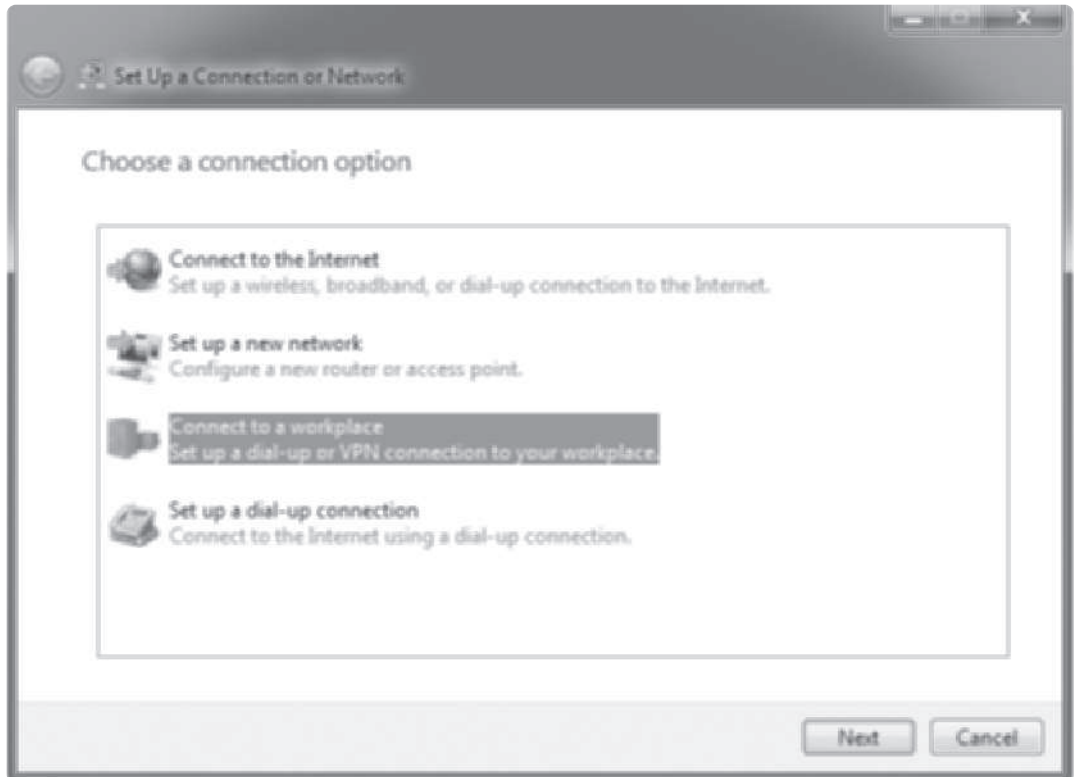 Set Up a Connection or Network
Choose a connection option
Connect to the Internet
Set up a wireless, broadband, or dial-up connection to the Internet.
Set up a new network
Configure a new router or access point.
Connect to a workplace
Set up a dial-up or VPN connection to your workplace.
Set up a dial-up connection
Connect to the Internet using a dial-up connection.
Next
Cancel